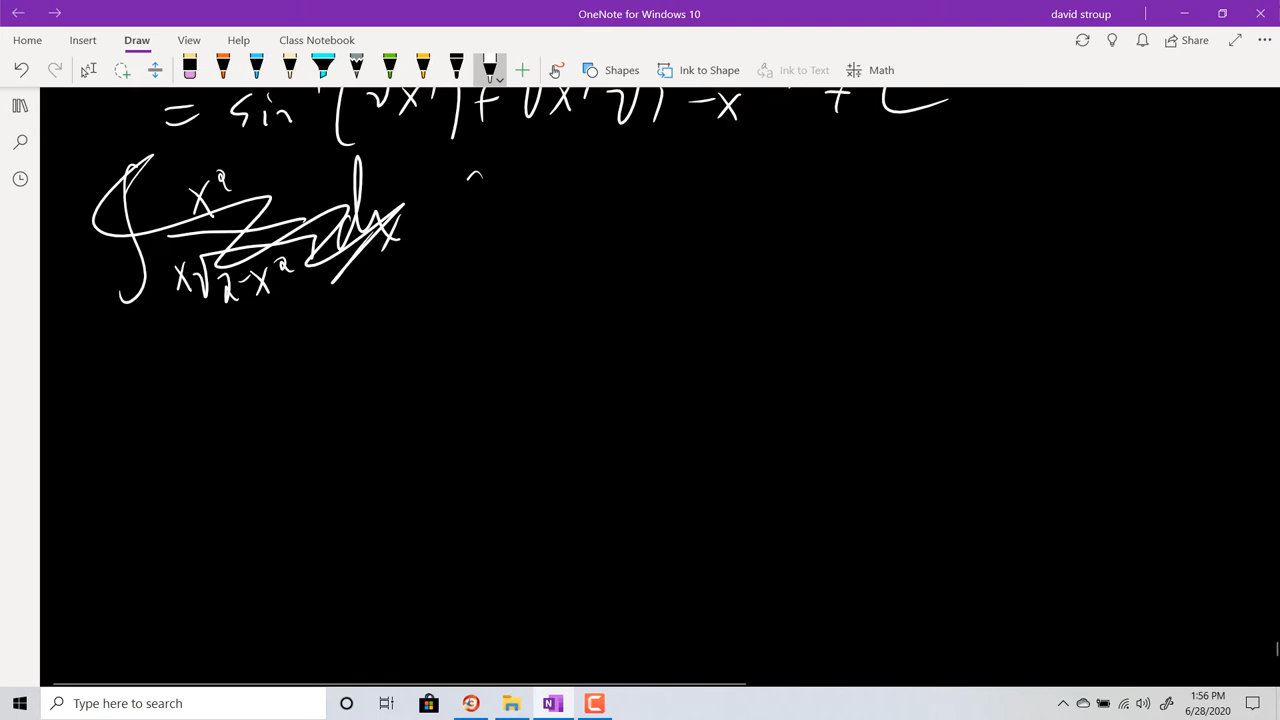 OneNote for Windows 10
david stroup
Home Insert Draw View Help Class Notebook
Share
Shapes Ink to Shape Ink to Text Math
= sin
- x + C
∫ x² / x√2-x² dx
Type here to search
1:56 PM
6/28/2020